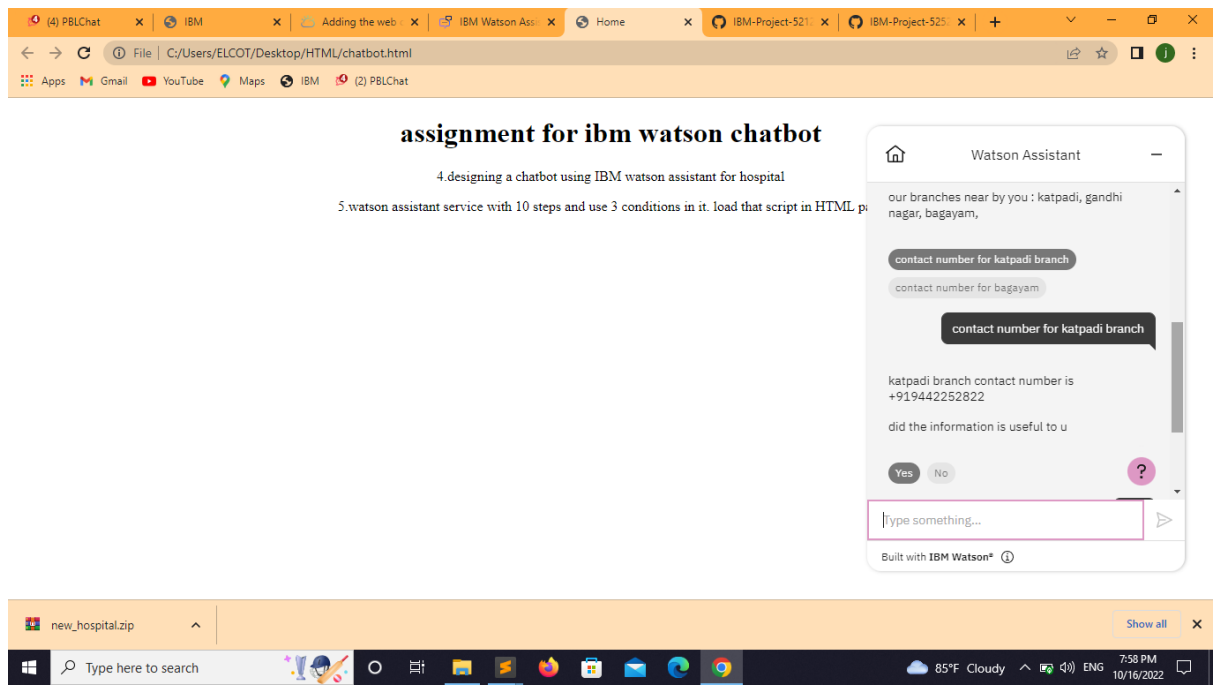 (4) PBLChat
IBM
Adding the web c
IBM Watson Ass
Home
IBM-Project-5212
IBM-Project-525
File | C:/Users/ELCOT/Desktop/HTML/chatbot.html
j
Apps
Gmail
YouTube
Maps
IBM
(2) PBLChat
assignment for ibm watson chatbot
4.designing a chatbot using IBM watson assistant for hospital
5.watson assistant service with 10 steps and use 3 conditions in it. load that script in HTML pa
Watson Assistant
our branches near by you : katpadi, gandhi
nagar, bagayam,
contact number for katpadi branch
contact number for bagayam
contact number for katpadi branch
katpadi branch contact number is
+919442252822
did the information is useful to u
Yes
No
?
Type something...
Built with IBM Watson®
new_hospital.zip
Show all
Type here to search
85°F Cloudy
ENG
7:58 PM
10/16/2022